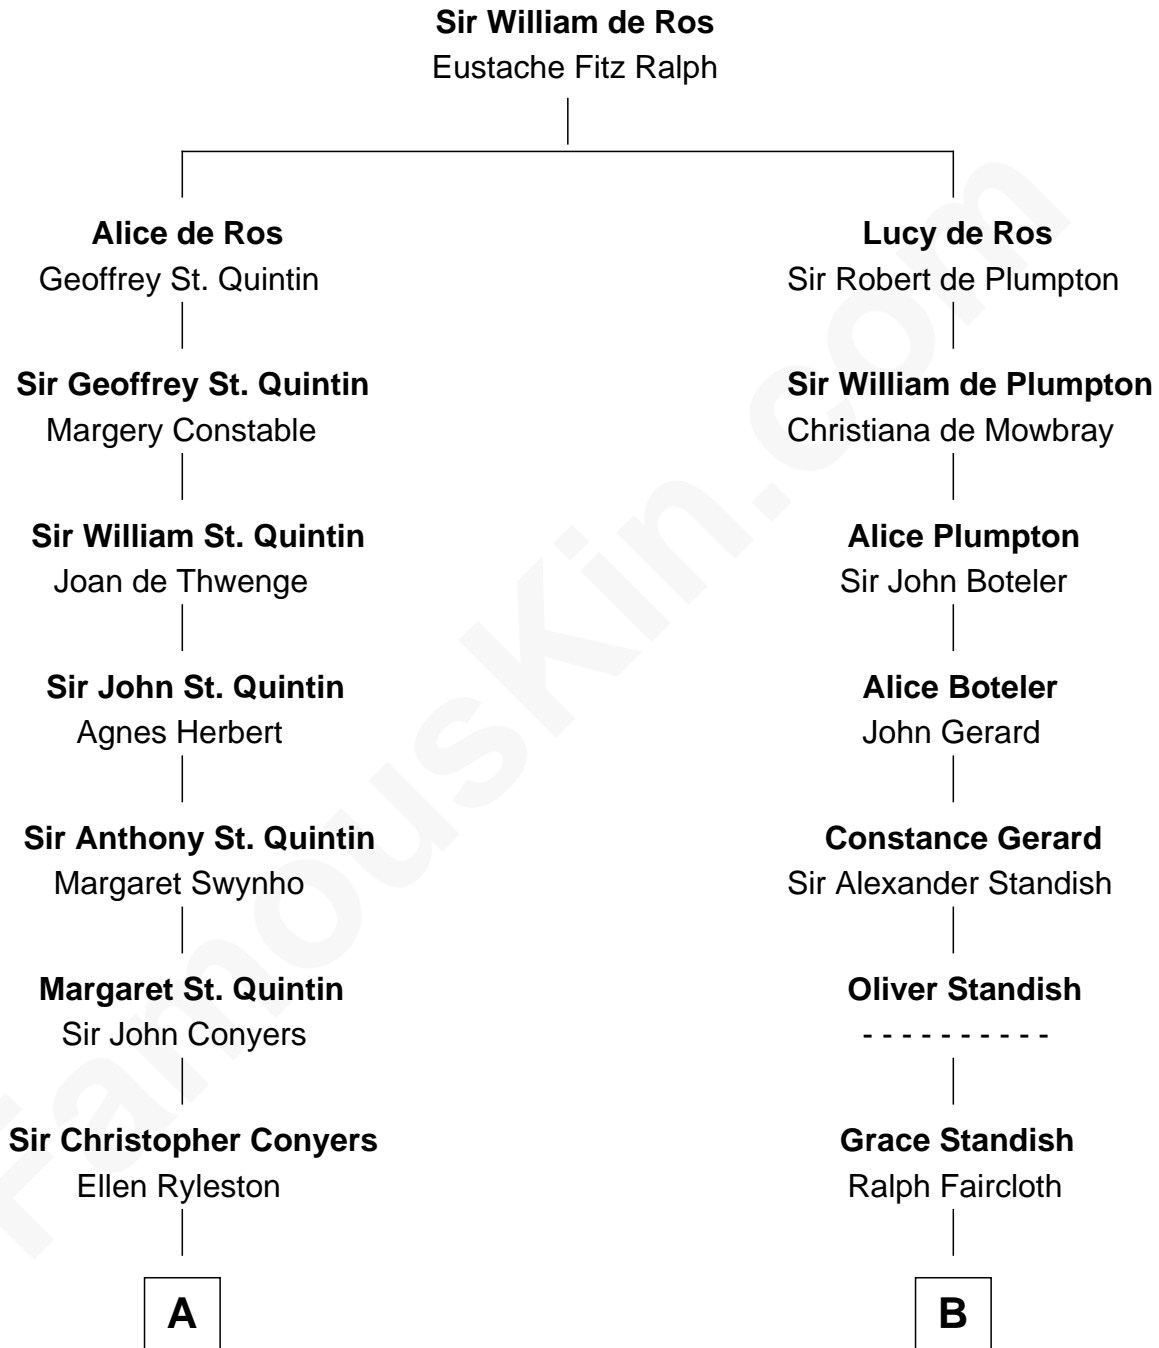 Sir William de Ros
Eustache Fitz Ralph
Alice de Ros
Geoffrey St. Quintin
Lucy de Ros
Sir Robert de Plumpton
Sir Geoffrey St. Quintin
Margery Constable
Sir William de Plumpton
Christiana de Mowbray
Sir William St. Quintin
Joan de Thwenge
Alice Plumpton
Sir John Boteler
Sir John St. Quintin
Agnes Herbert
Alice Boteler
John Gerard
Sir Anthony St. Quintin
Margaret Swynho
Constance Gerard
Sir Alexander Standish
Margaret St. Quintin
Sir John Conyers
Oliver Standish
- - - - - - - - - -
Sir Christopher Conyers
Ellen Ryleston
Grace Standish
Ralph Faircloth
A
B
FamousKin.com